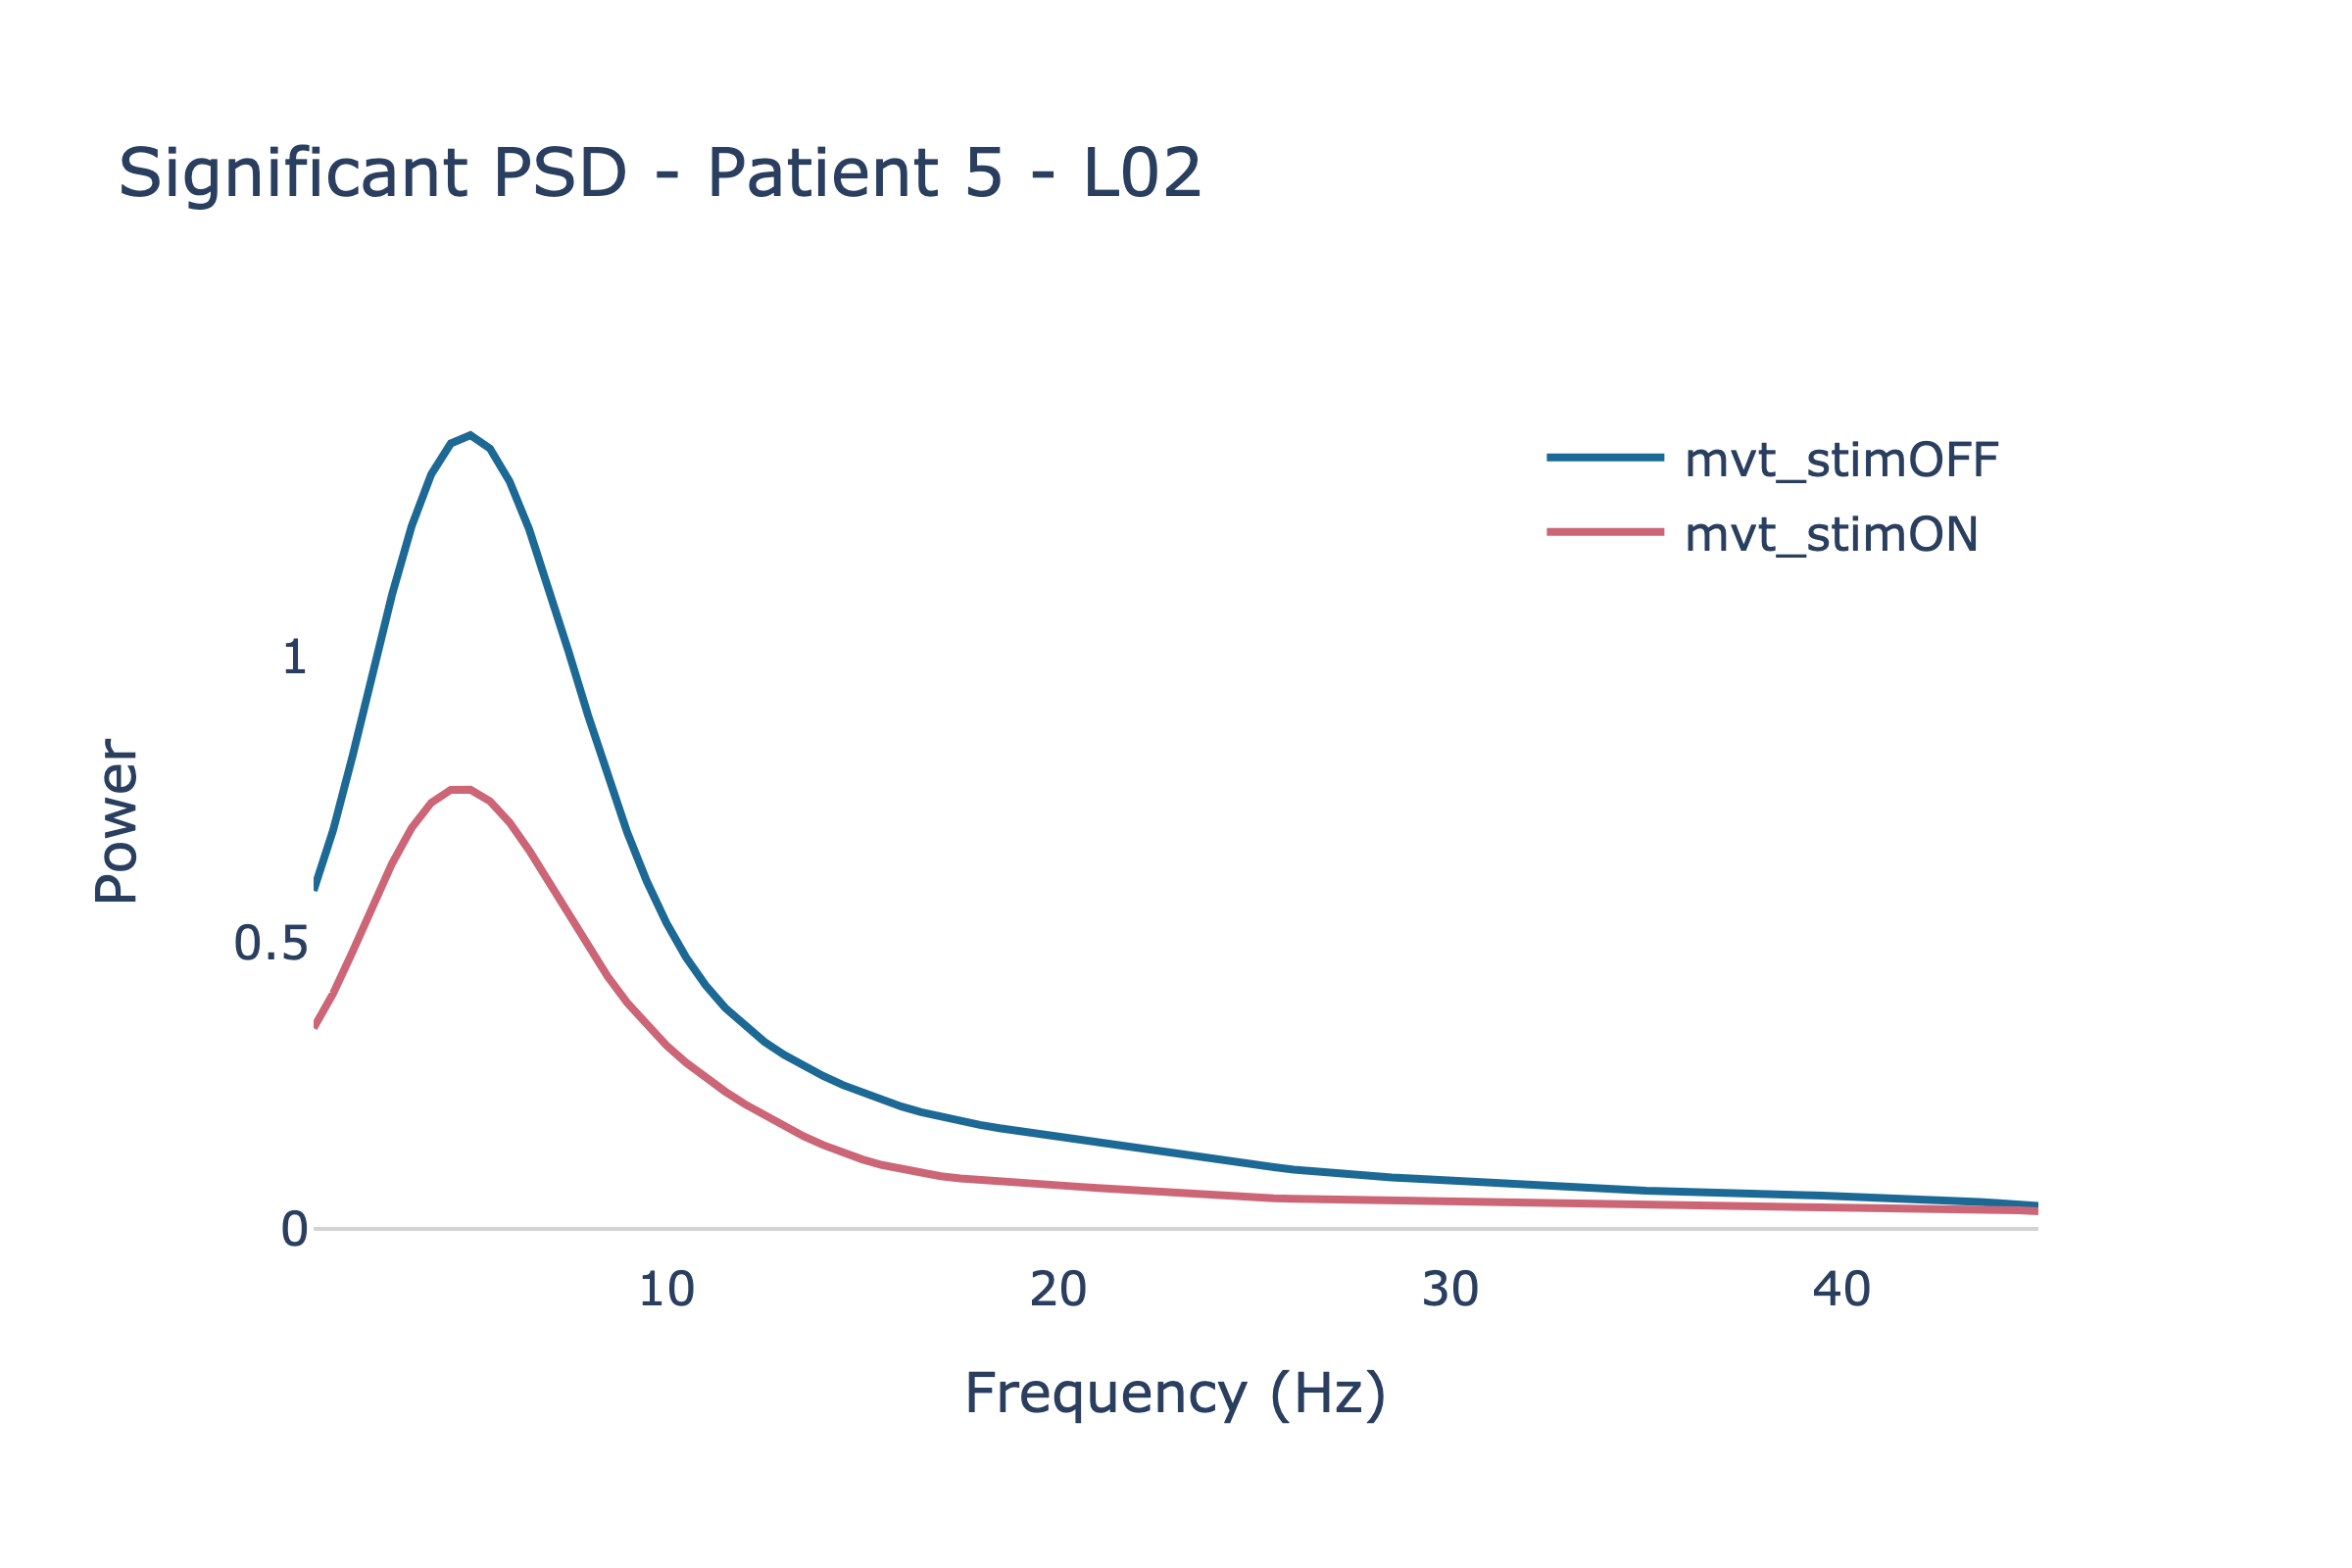 Significant PSD - Patient 5 - L02
mvt_stimOFF
mvt_stimON
1
0.5
0
Power
10 20 30 40
Frequency (Hz)